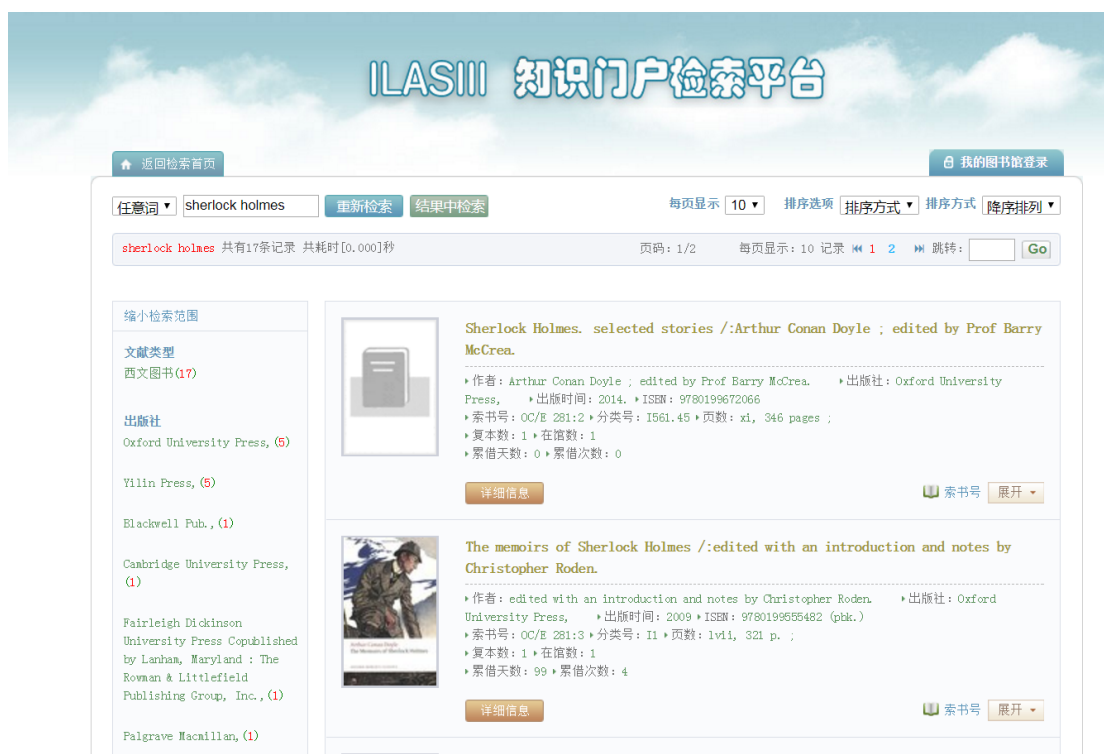 ILASIII 知识门户检索平台
返回检索首页
我的图书馆登录
任意词 sherlock holmes 重新检索 结果中检索 每页显示 10 排序选项 排序方式 排序方式 降序排列
sherlock holmes 共有17条记录 共耗时[0.000]秒 页码: 1/2 每页显示: 10 记录 1 2 跳转: Go
缩小检索范围
文献类型
西文图书(17)
出版社
Oxford University Press, (5)
Yilin Press, (5)
Blackwell Pub., (1)
Cambridge University Press,
(1)
Fairleigh Dickinson
University Press Copublished
by Lanham, Maryland : The
Rowman & Littlefield
Publishing Group, Inc., (1)
Palgrave Macmillan, (1)
Sherlock Holmes. selected stories /:Arthur Conan Doyle ; edited by Prof Barry
McCrea.
作者: Arthur Conan Doyle ; edited by Prof Barry McCrea. 出版社: Oxford University
Press, 出版时间: 2014. ISBN: 9780199672066
索书号: OC/E 281:2 分类号: I561.45 页数: xi, 346 pages ;
复本数: 1 在馆数: 1
累借天数: 0 累借次数: 0
详细信息 索书号 展开
The memoirs of Sherlock Holmes /:edited with an introduction and notes by
Christopher Roden.
作者: edited with an introduction and notes by Christopher Roden. 出版社: Oxford
University Press, 出版时间: 2009 ISBN: 9780199555482 (pbk.)
索书号: OC/E 281:3 分类号: I1 页数: lvii, 321 p. ;
复本数: 1 在馆数: 1
累借天数: 99 累借次数: 4
详细信息 索书号 展开
Arthur Conan Doyle
The Memoirs of Sherlock Holmes